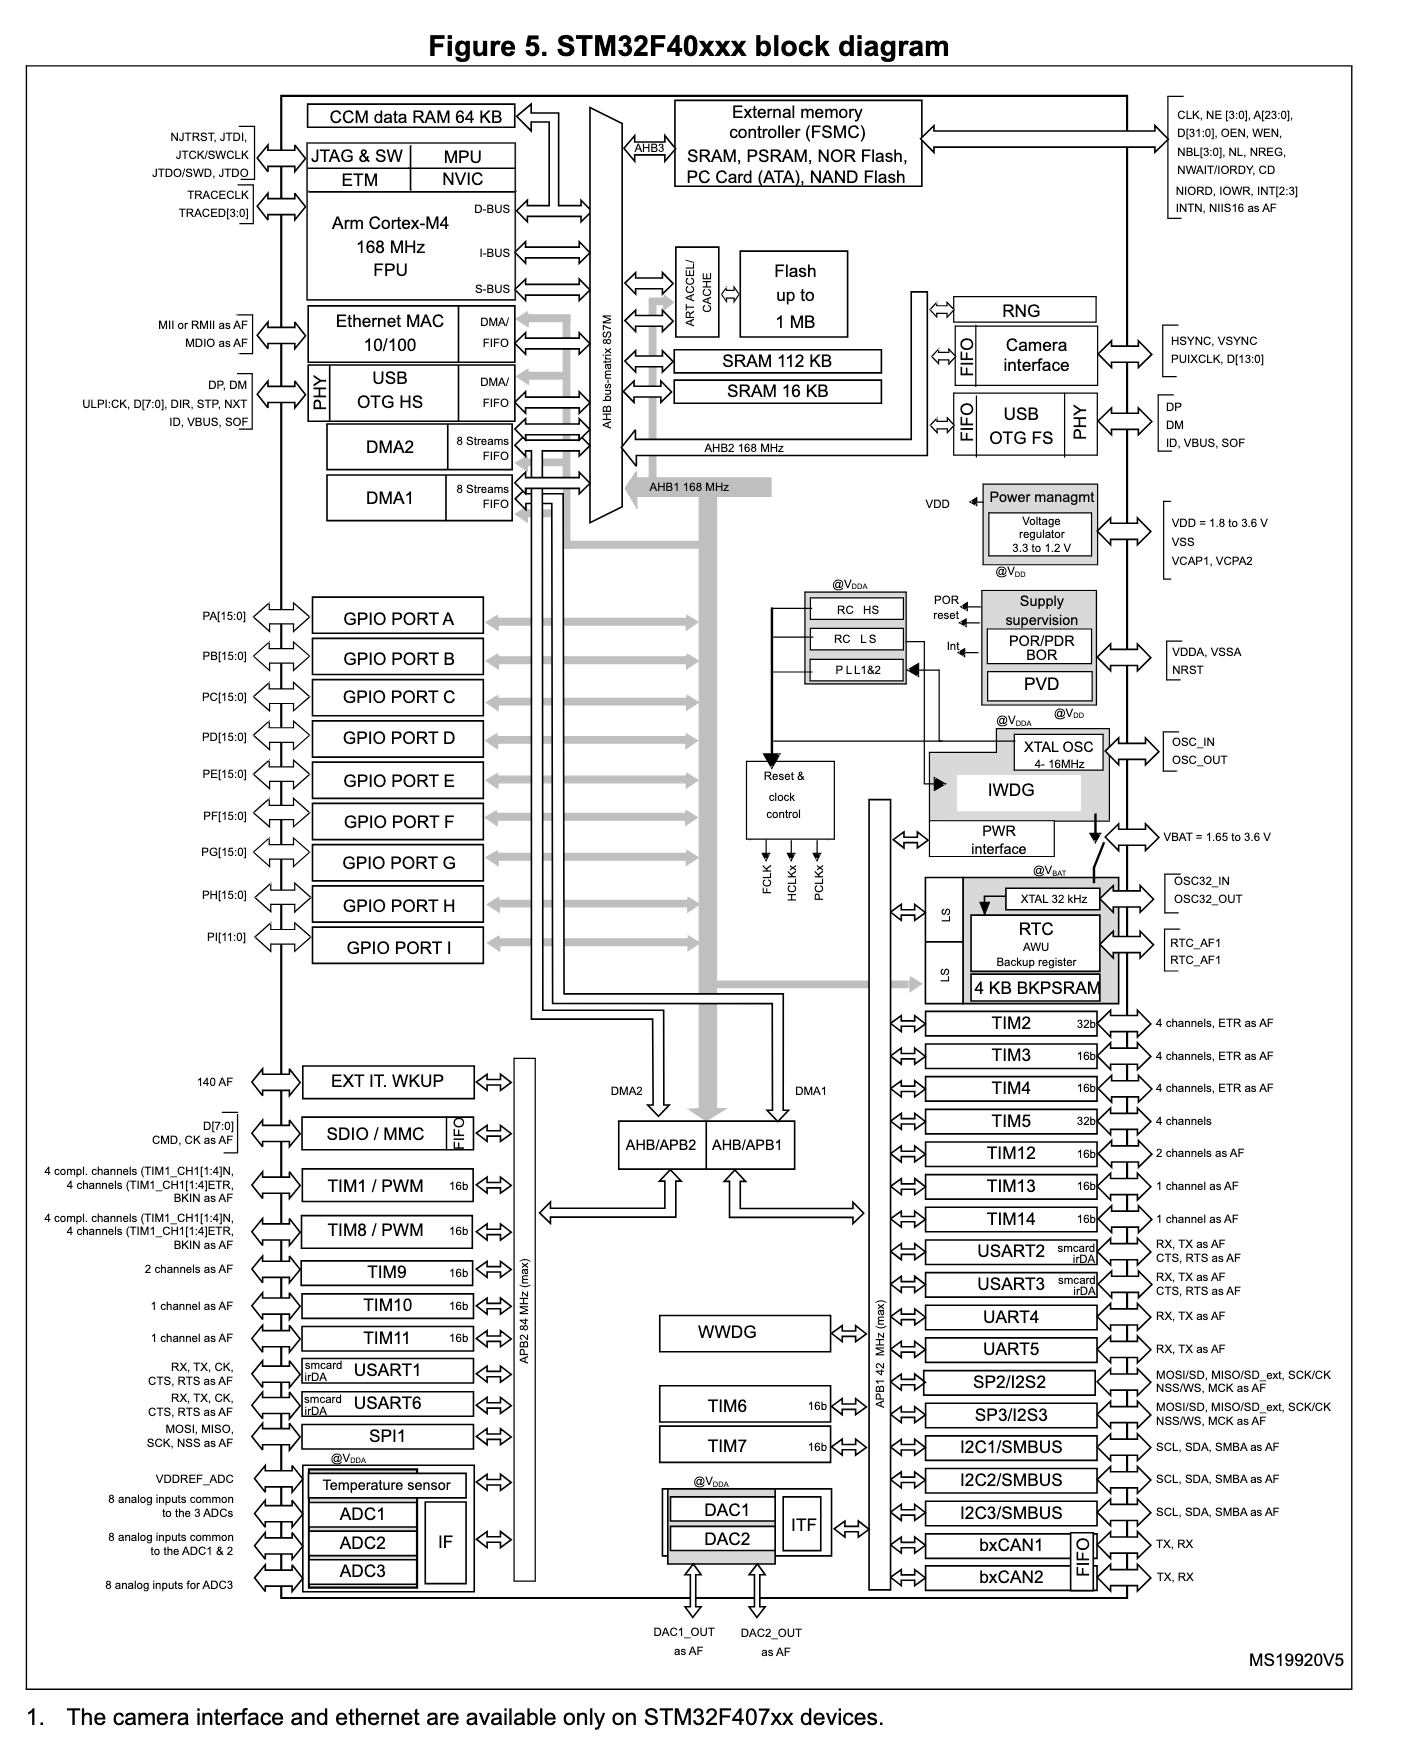 Figure 5. STM32F40xxx block diagram
CCM data RAM 64 KB
NJTRST, JTDI,
JTCK/SWCLK
JTDO/SWD, JTDO
TRACECLK
TRACED[3:0]
JTAG & SW
MPU
ETM
NVIC
Arm Cortex-M4
168 MHz
FPU
D-BUS
I-BUS
S-BUS
MII or RMII as AF
MDIO as AF
Ethernet MAC
10/100
DMA/
FIFO
DP, DM
ULPI:CK, D[7:0], DIR, STP, NXT
ID, VBUS, SOF
PHY
USB
OTG HS
DMA/
FIFO
DMA2
8 Streams
FIFO
DMA1
8 Streams
FIFO
AHB bus-matrix 8S7M
AHB3
External memory
controller (FSMC)
SRAM, PSRAM, NOR Flash,
PC Card (ATA), NAND Flash
CLK, NE [3:0], A[23:0],
D[31:0], OEN, WEN,
NBL[3:0], NL, NREG,
NWAIT/IORDY, CD
NIORD, IOWR, INT[2:3]
INTN, NIIS16 as AF
ART ACCEL/
CACHE
Flash
up to
1 MB
SRAM 112 KB
SRAM 16 KB
AHB2 168 MHz
AHB1 168 MHz
RNG
FIFO
Camera
interface
HSYNC, VSYNC
PUIXCLK, D[13:0]
FIFO
USB
OTG FS
PHY
DP
DM
ID, VBUS, SOF
VDD
Power managmt
Voltage
regulator
3.3 to 1.2 V
@VDD
VDD = 1.8 to 3.6 V
VSS
VCAP1, VCPA2
@VDDA
RC HS
RC LS
PLL1&2
POR
reset
Int
Supply
supervision
POR/PDR
BOR
PVD
@VDD
VDDA, VSSA
NRST
@VDDA
XTAL OSC
4- 16MHz
IWDG
OSC_IN
OSC_OUT
PWR
interface
VBAT = 1.65 to 3.6 V
Reset &
clock
control
FCLK
HCLKx
PCLKx
@VBAT
LS
LS
XTAL 32 kHz
RTC
AWU
Backup register
4 KB BKPSRAM
OSC32_IN
OSC32_OUT
RTC_AF1
RTC_AF1
PA[15:0]
GPIO PORT A
PB[15:0]
GPIO PORT B
PC[15:0]
GPIO PORT C
PD[15:0]
GPIO PORT D
PE[15:0]
GPIO PORT E
PF[15:0]
GPIO PORT F
PG[15:0]
GPIO PORT G
PH[15:0]
GPIO PORT H
PI[11:0]
GPIO PORT I
DMA2
DMA1
AHB/APB2
AHB/APB1
140 AF
EXT IT. WKUP
D[7:0]
CMD, CK as AF
SDIO / MMC
FIFO
4 compl. channels (TIM1_CH1[1:4]N,
4 channels (TIM1_CH1[1:4]ETR,
BKIN as AF
TIM1 / PWM 16b
4 compl. channels (TIM1_CH1[1:4]N,
4 channels (TIM1_CH1[1:4]ETR,
BKIN as AF
TIM8 / PWM 16b
2 channels as AF
TIM9 16b
1 channel as AF
TIM10 16b
1 channel as AF
TIM11 16b
RX, TX, CK,
CTS, RTS as AF
smcard
irDA
USART1
RX, TX, CK,
CTS, RTS as AF
smcard
irDA
USART6
MOSI, MISO,
SCK, NSS as AF
SPI1
@VDDA
VDDREF_ADC
Temperature sensor
8 analog inputs common
to the 3 ADCs
ADC1
8 analog inputs common
to the ADC1 & 2
ADC2
8 analog inputs for ADC3
ADC3
IF
APB2 84 MHz (max)
WWDG
TIM6 16b
TIM7 16b
@VDDA
DAC1
DAC2
ITF
DAC1_OUT
as AF
DAC2_OUT
as AF
APB1 42 MHz (max)
TIM2 32b
4 channels, ETR as AF
TIM3 16b
4 channels, ETR as AF
TIM4 16b
4 channels, ETR as AF
TIM5 32b
4 channels
TIM12 16b
2 channels as AF
TIM13 16b
1 channel as AF
TIM14 16b
1 channel as AF
USART2
smcard
irDA
RX, TX as AF
CTS, RTS as AF
USART3
smcard
irDA
RX, TX as AF
CTS, RTS as AF
UART4
RX, TX as AF
UART5
RX, TX as AF
SP2/I2S2
MOSI/SD, MISO/SD_ext, SCK/CK
NSS/WS, MCK as AF
SP3/I2S3
MOSI/SD, MISO/SD_ext, SCK/CK
NSS/WS, MCK as AF
I2C1/SMBUS
SCL, SDA, SMBA as AF
I2C2/SMBUS
SCL, SDA, SMBA as AF
I2C3/SMBUS
SCL, SDA, SMBA as AF
bxCAN1
TX, RX
bxCAN2
TX, RX
FIFO
MS19920V5
1. The camera interface and ethernet are available only on STM32F407xx devices.